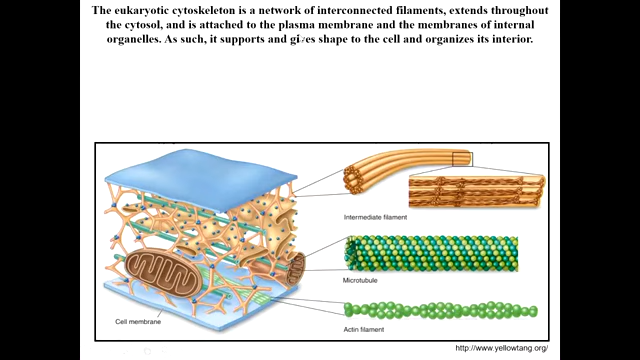 The eukaryotic cytoskeleton is a network of interconnected filaments, extends throughout
the cytosol, and is attached to the plasma membrane and the membranes of internal
organelles. As such, it supports and gives shape to the cell and organizes its interior.
Intermediate filament
Microtubule
Cell membrane
Actin filament
http://www.yellowtang.org/